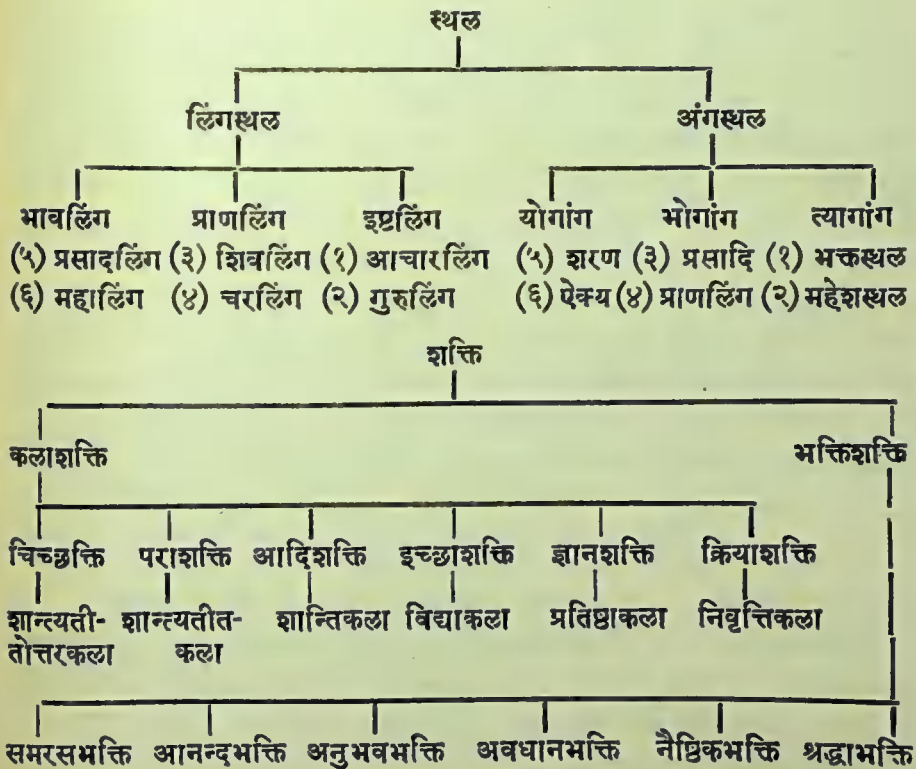 स्थल
लिंगस्थल अंगस्थल
भावलिंग प्राणलिंग इष्टलिंग योगांग भोगांग त्यागांग
(५) प्रसादलिंग (३) शिवलिंग (१) आचारलिंग (५) शरण (३) प्रसादि (१) भक्तस्थल
(६) महालिंग (४) चरलिंग (२) गुरुलिंग (६) ऐक्य (४) प्राणलिंग (२) महेशस्थल
शक्ति
कलाशक्ति भक्तिशक्ति
चिच्छक्ति पराशक्ति आदिशक्ति इच्छाशक्ति ज्ञानशक्ति क्रियाशक्ति
शान्त्यती- शान्त्यतीत- शान्तिकला विद्याकला प्रतिष्ठाकला निवृत्तिकला
तोत्तरकला कला
समरसभक्ति आनन्दभक्ति अनुभवभक्ति अवधानभक्ति नैष्ठिकभक्ति श्रद्धाभक्ति